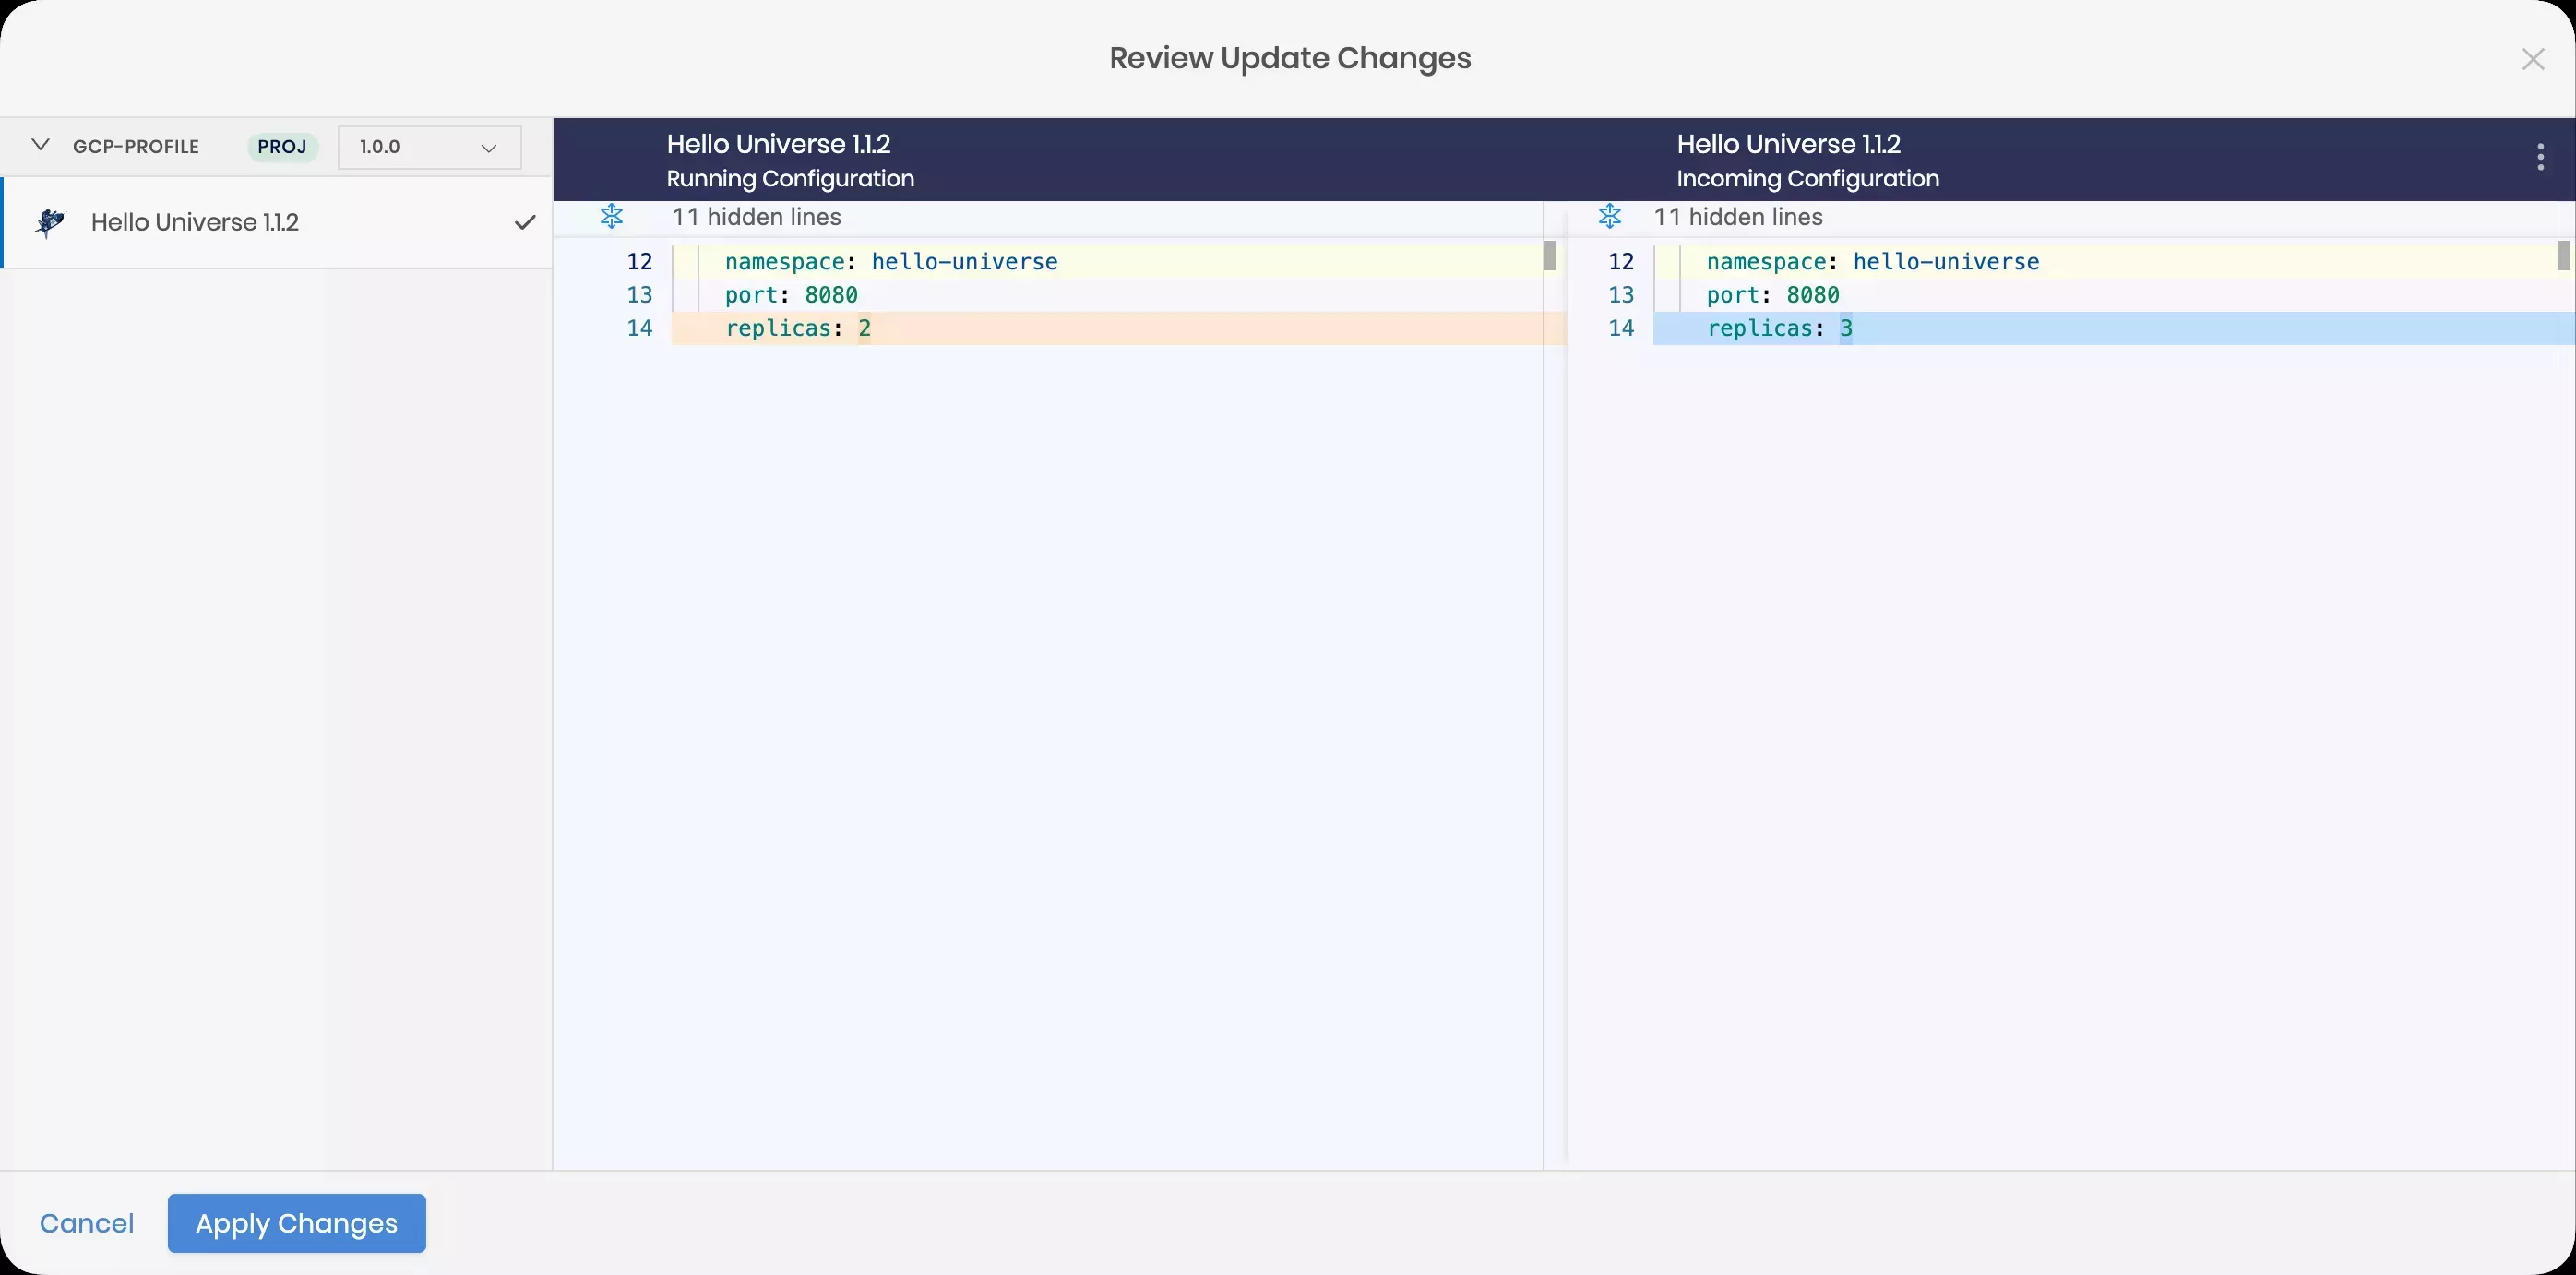 Review Update Changes
GCP-PROFILE PROJ 1.0.0
Hello Universe 1.1.2
Hello Universe 1.1.2
Running Configuration
11 hidden lines
12 namespace: hello-universe
13 port: 8080
14 replicas: 2
Hello Universe 1.1.2
Incoming Configuration
11 hidden lines
12 namespace: hello-universe
13 port: 8080
14 replicas: 3
Cancel Apply Changes